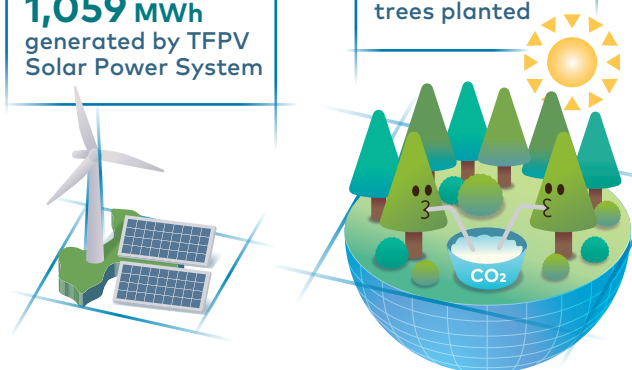 1,059 MWh
generated by TFPV
Solar Power System
trees planted
CO₂